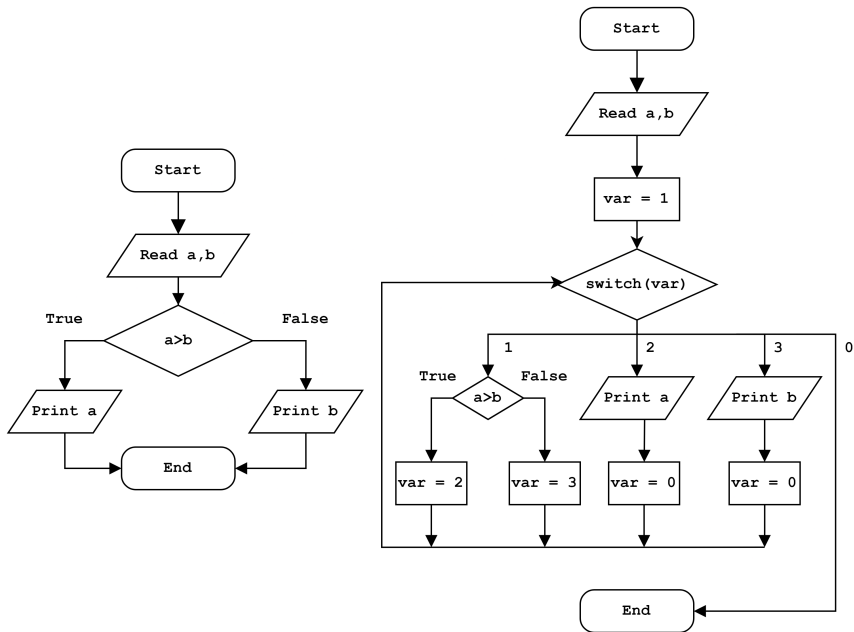 Start
Read a,b
a>b
True
False
Print a
Print b
End
Start
Read a,b
var = 1
switch(var)
1
2
3
0
True
False
a>b
Print a
Print b
var = 2
var = 3
var = 0
var = 0
End